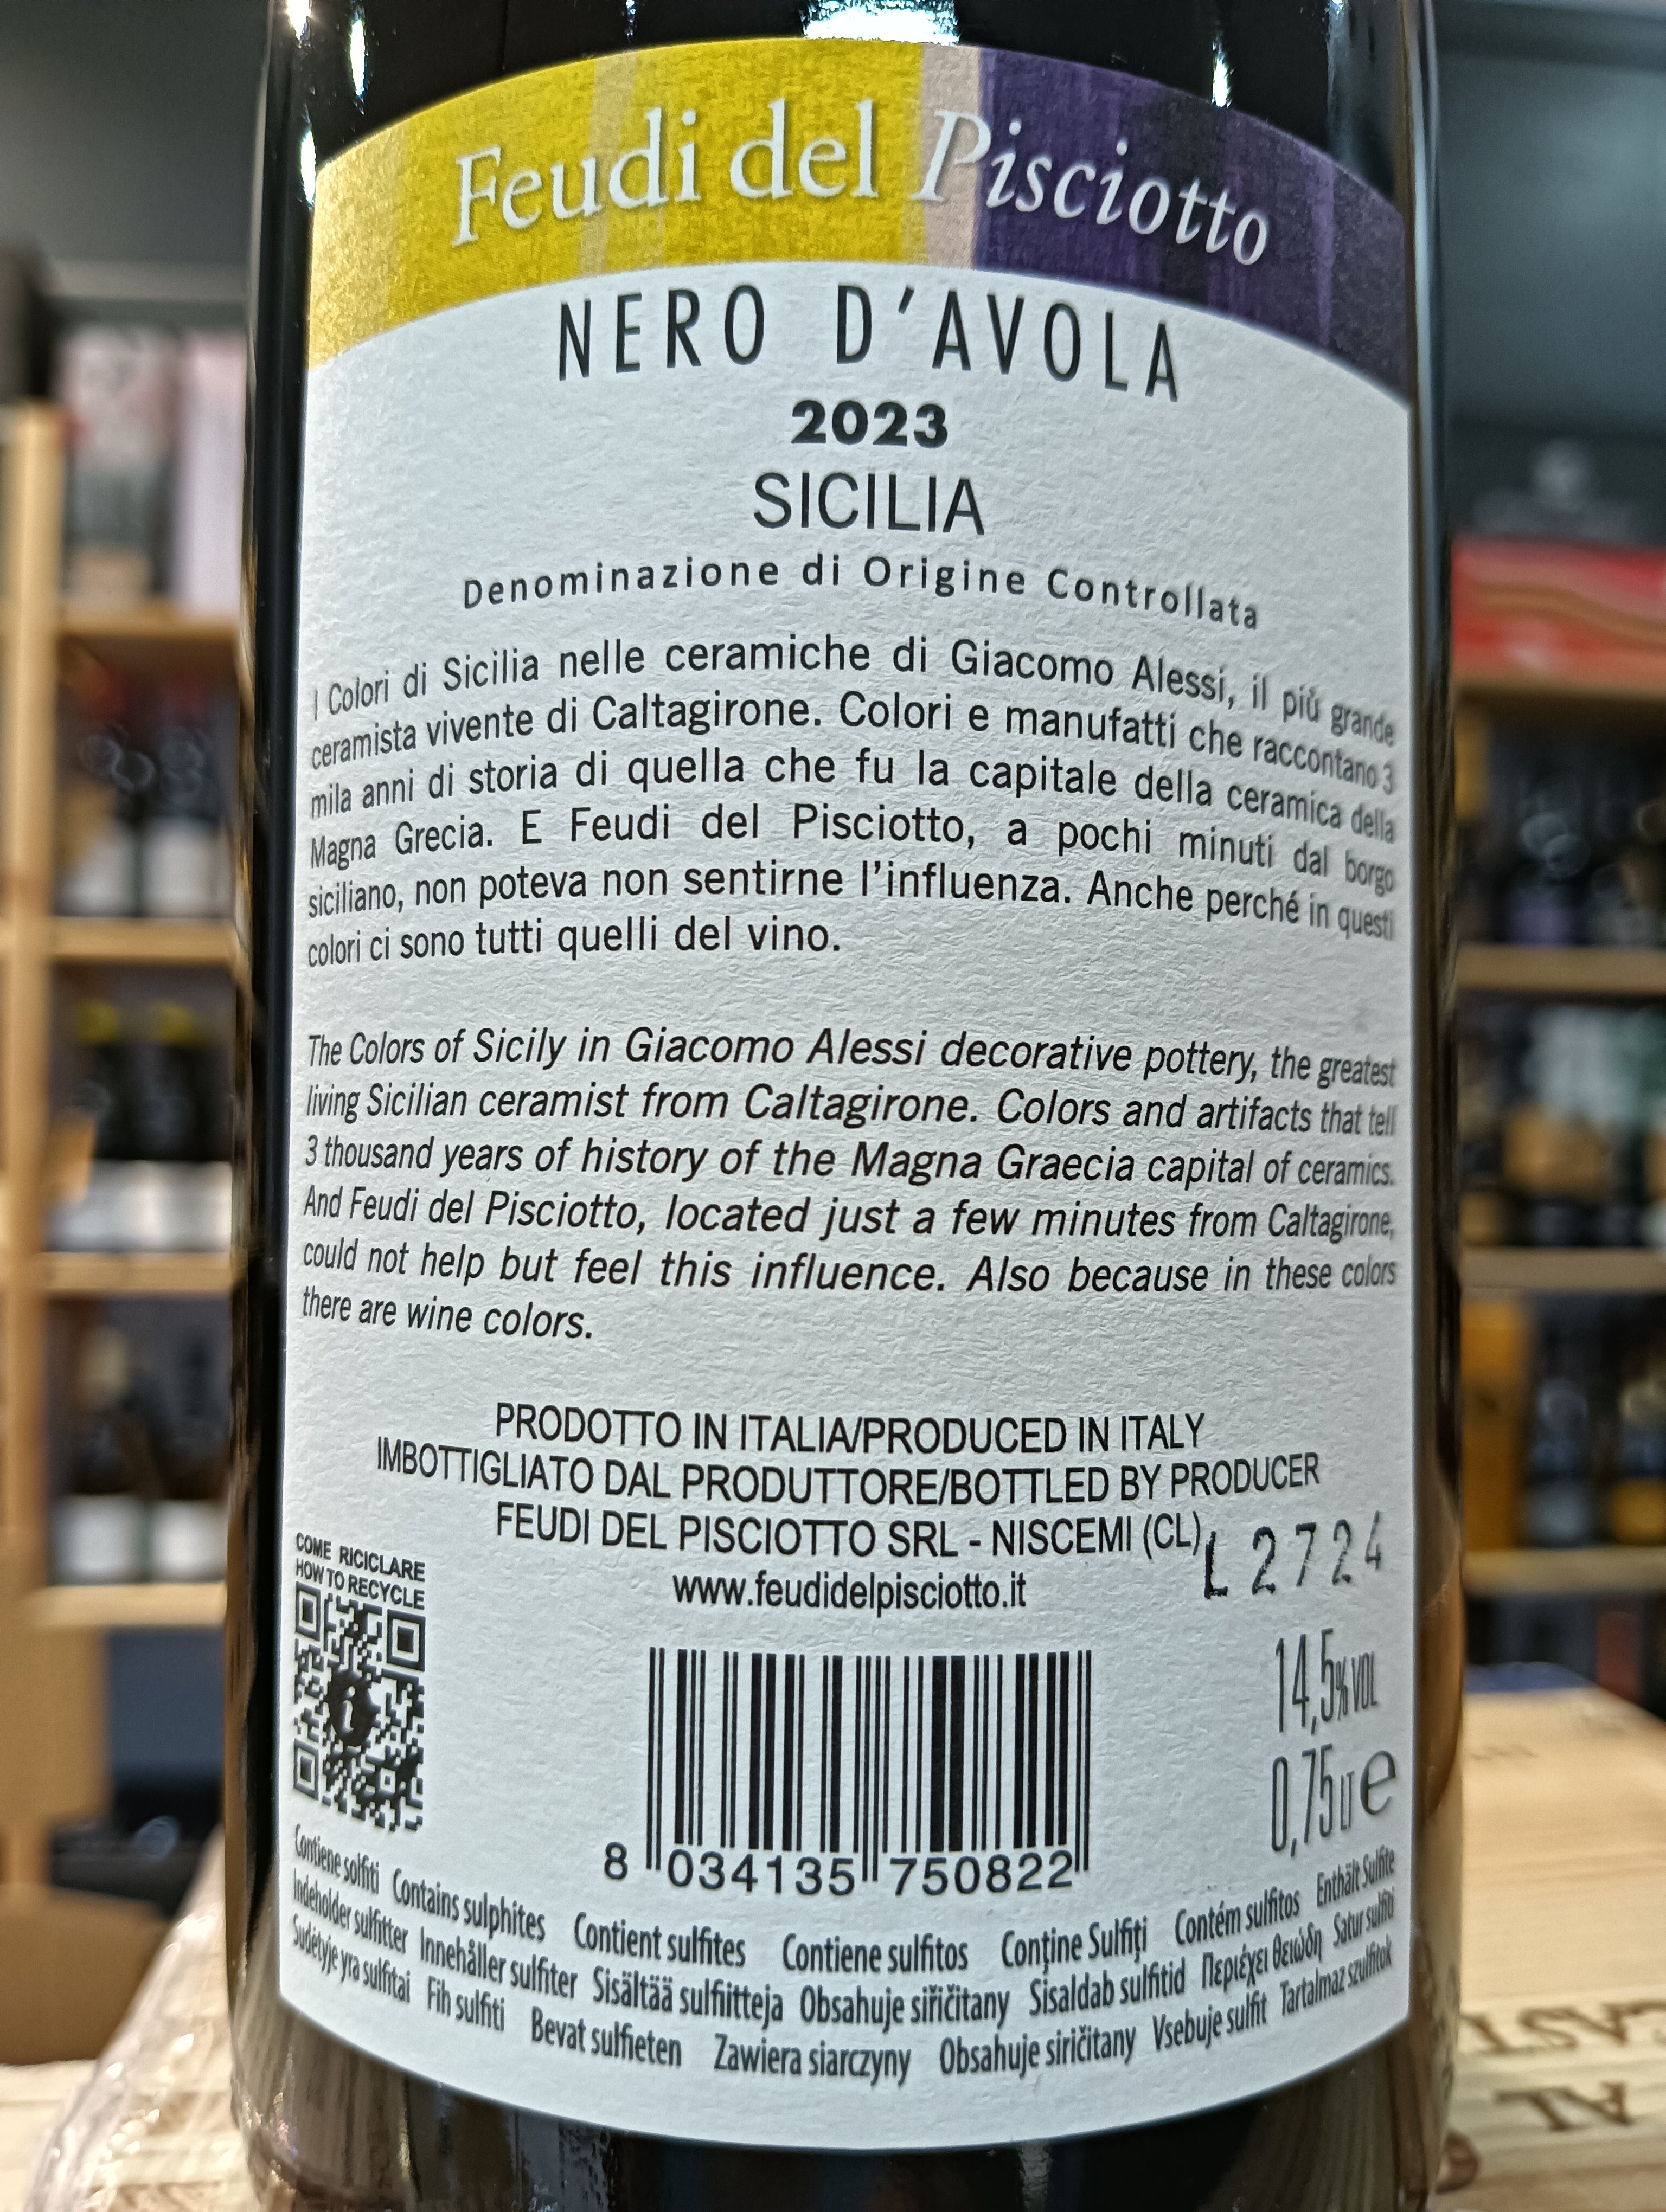 Feudi del Pisciotto
NERO D'AVOLA
2023
SICILIA
Denominazione di Origine Controllata
I Colori di Sicilia nelle ceramiche di Giacomo Alessi, il più grande
ceramista vivente di Caltagirone. Colori e manufatti che raccontano 3
mila anni di storia di quella che fu la capitale della ceramica della
Magna Grecia. E Feudi del Pisciotto, a pochi minuti dal borgo
siciliano, non poteva non sentirne l'influenza. Anche perché in questi
colori ci sono tutti quelli del vino.
The Colors of Sicily in Giacomo Alessi decorative pottery, the greatest
living Sicilian ceramist from Caltagirone. Colors and artifacts that tell
3 thousand years of history of the Magna Graecia capital of ceramics.
And Feudi del Pisciotto, located just a few minutes from Caltagirone,
could not help but feel this influence. Also because in these colors
there are wine colors.
PRODOTTO IN ITALIA/PRODUCED IN ITALY
IMBOTTIGLIATO DAL PRODUTTORE/BOTTLED BY PRODUCER
FEUDI DEL PISCIOTTO SRL - NISCEMI (CL)
www.feudidelpisciotto.it
L 2724
COME RICICLARE
HOW TO RECYCLE
i
14,5% VOL
0,75 LT e
8 034135 750822
Contiene solfiti Contains sulphites Contient sulfites Contiene sulfitos Conţine Sulfiţi Contém sulfitos Enthält Sulfite
Indeholder sulfitter Innehåller sulfiter Sisältää sulfiitteja Obsahuje siřičitany Sisaldab sulfitid Περιέχει θειώδη Satur sulfiti
Sudėtyje yra sulfitai Fih sulfiti Bevat sulfieten Zawiera siarczyny Obsahuje siričitany Vsebuje sulfit Tartalmaz szulfitok
AL